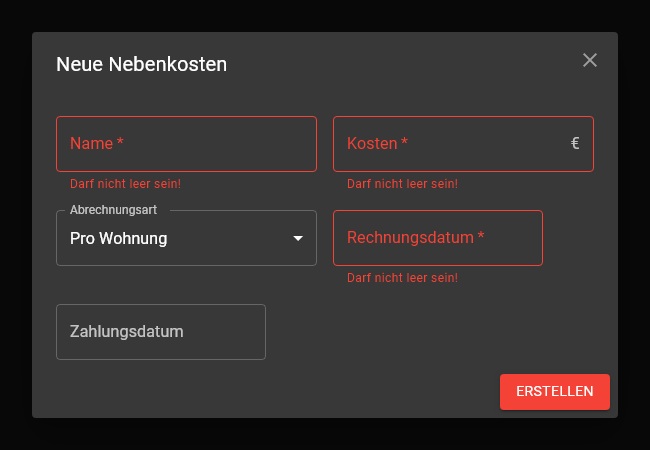 Neue Nebenkosten
Name *
Kosten *
€
Darf nicht leer sein!
Darf nicht leer sein!
Abrechnungsart
Pro Wohnung
Rechnungsdatum *
Darf nicht leer sein!
Zahlungsdatum
ERSTELLEN